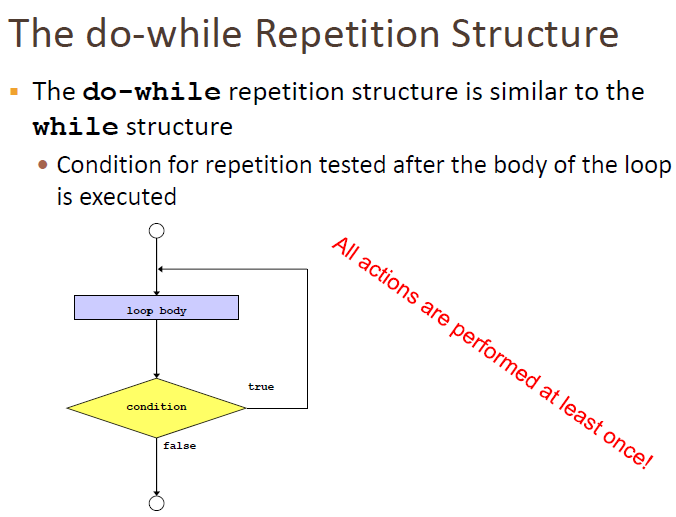 The do-while Repetition Structure
The do-while repetition structure is similar to the
while structure
Condition for repetition tested after the body of the loop
is executed
All actions are performed at least once!
loop body
true
condition
false